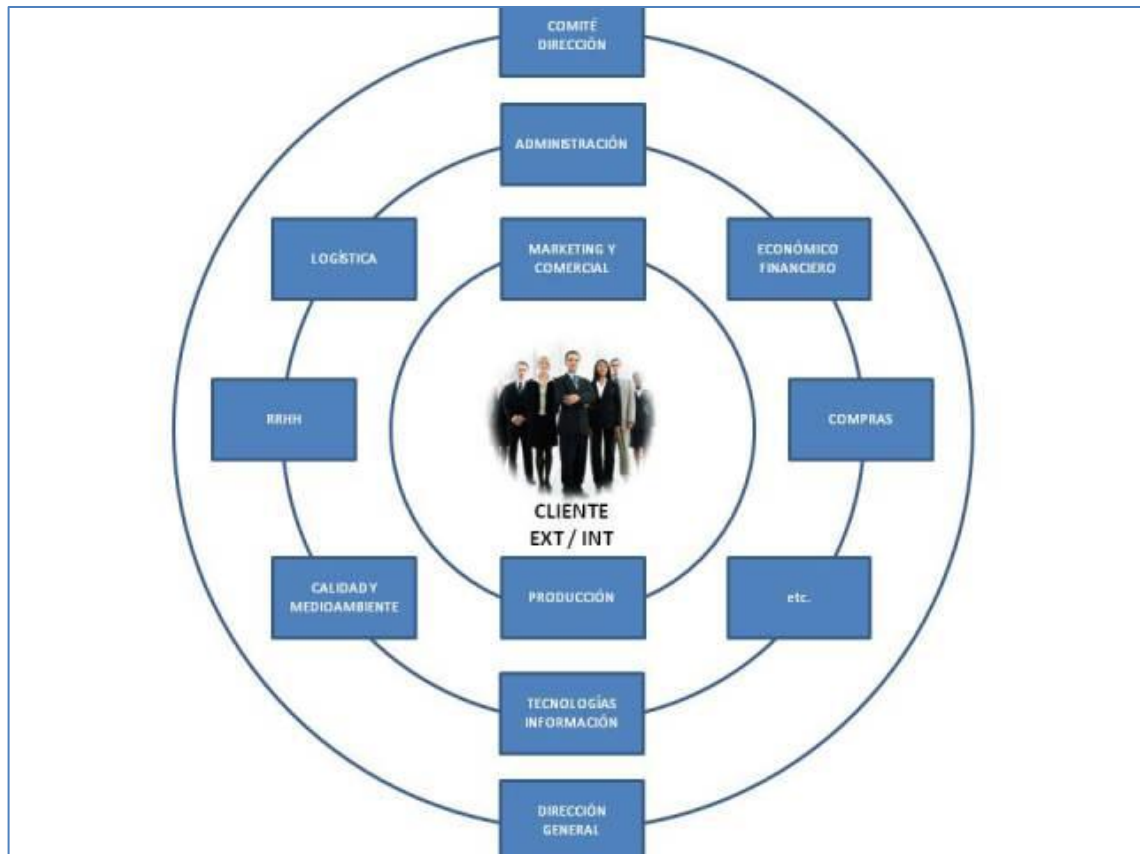 COMITÉ
DIRECCIÓN
ADMINISTRACIÓN
LOGÍSTICA
MARKETING Y
COMERCIAL
ECONÓMICO
FINANCIERO
RRHH
COMPRAS
CLIENTE
EXT / INT
CALIDAD Y
MEDIOAMBIENTE
PRODUCCIÓN
etc.
TECNOLOGÍAS
INFORMACIÓN
DIRECCIÓN
GENERAL